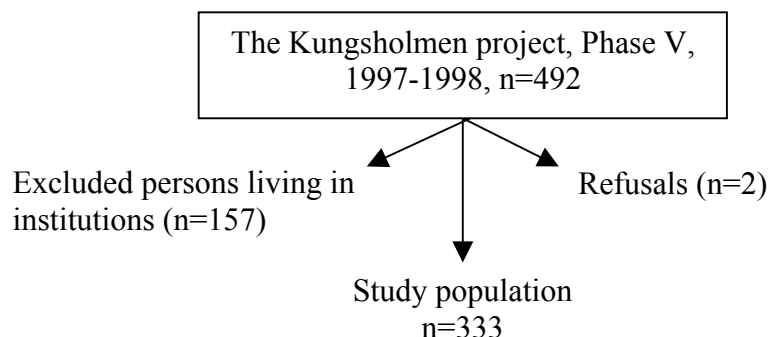 The Kungsholmen project, Phase V,
1997-1998, n=492
Excluded persons living in
institutions (n=157)
Refusals (n=2)
Study population
n=333